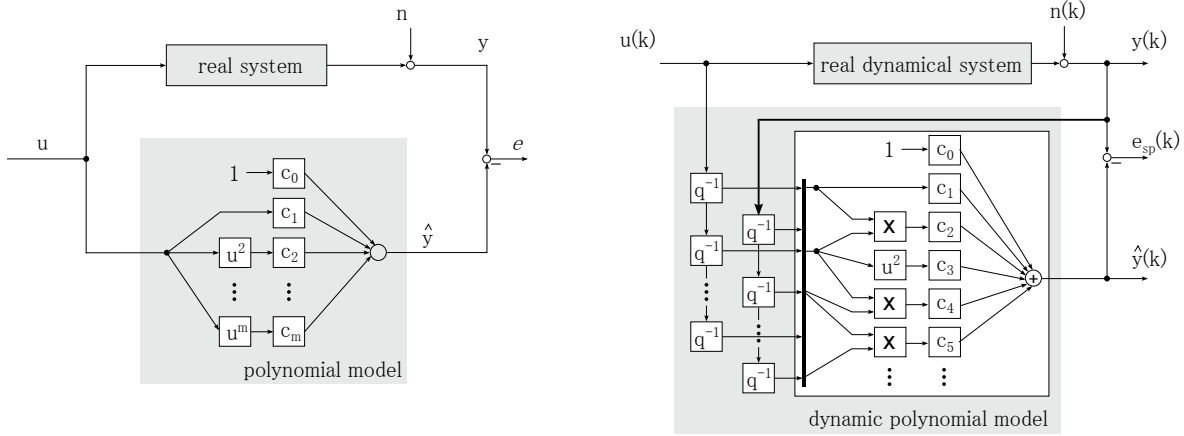 n
y
real system
u
e
−
1
c₀
c₁
u²
c₂
ŷ
uᵐ
cₘ
polynomial model
n(k)
u(k)
y(k)
real dynamical system
eₛₚ(k)
−
1
c₀
q⁻¹
c₁
q⁻¹
x
c₂
q⁻¹
u²
c₃
ŷ(k)
+
q⁻¹
x
c₄
q⁻¹
x
c₅
q⁻¹
dynamic polynomial model